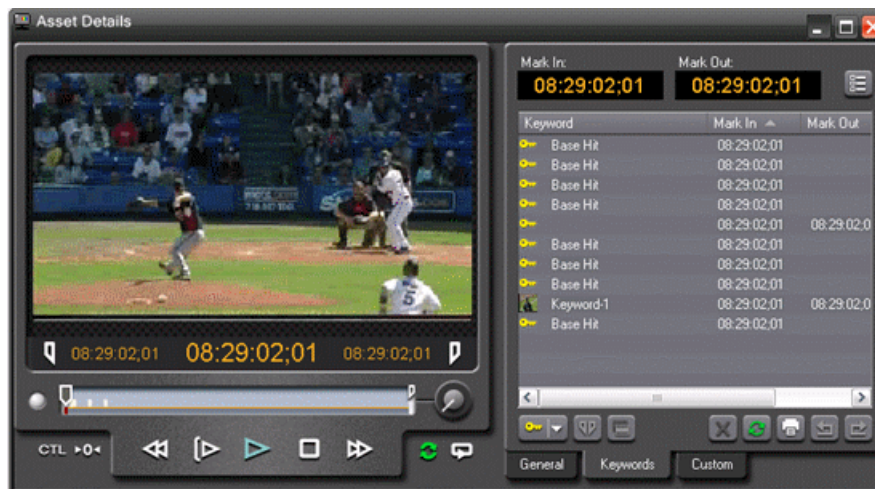 Asset Details
Mark In:
Mark Out:
08:29:02;01
08:29:02;01
Keyword
Mark In
Mark Out
Base Hit
08:29:02;01
Base Hit
08:29:02;01
Base Hit
08:29:02;01
Base Hit
08:29:02;01
08:29:02;01
08:29:02;0
Base Hit
08:29:02;01
Base Hit
08:29:02;01
Base Hit
08:29:02;01
Keyword-1
08:29:02;01
08:29:02;0
Base Hit
08:29:02;01
5
08:29:02;01
08:29:02;01
08:29:02;01
CTL
0
General
Keywords
Custom